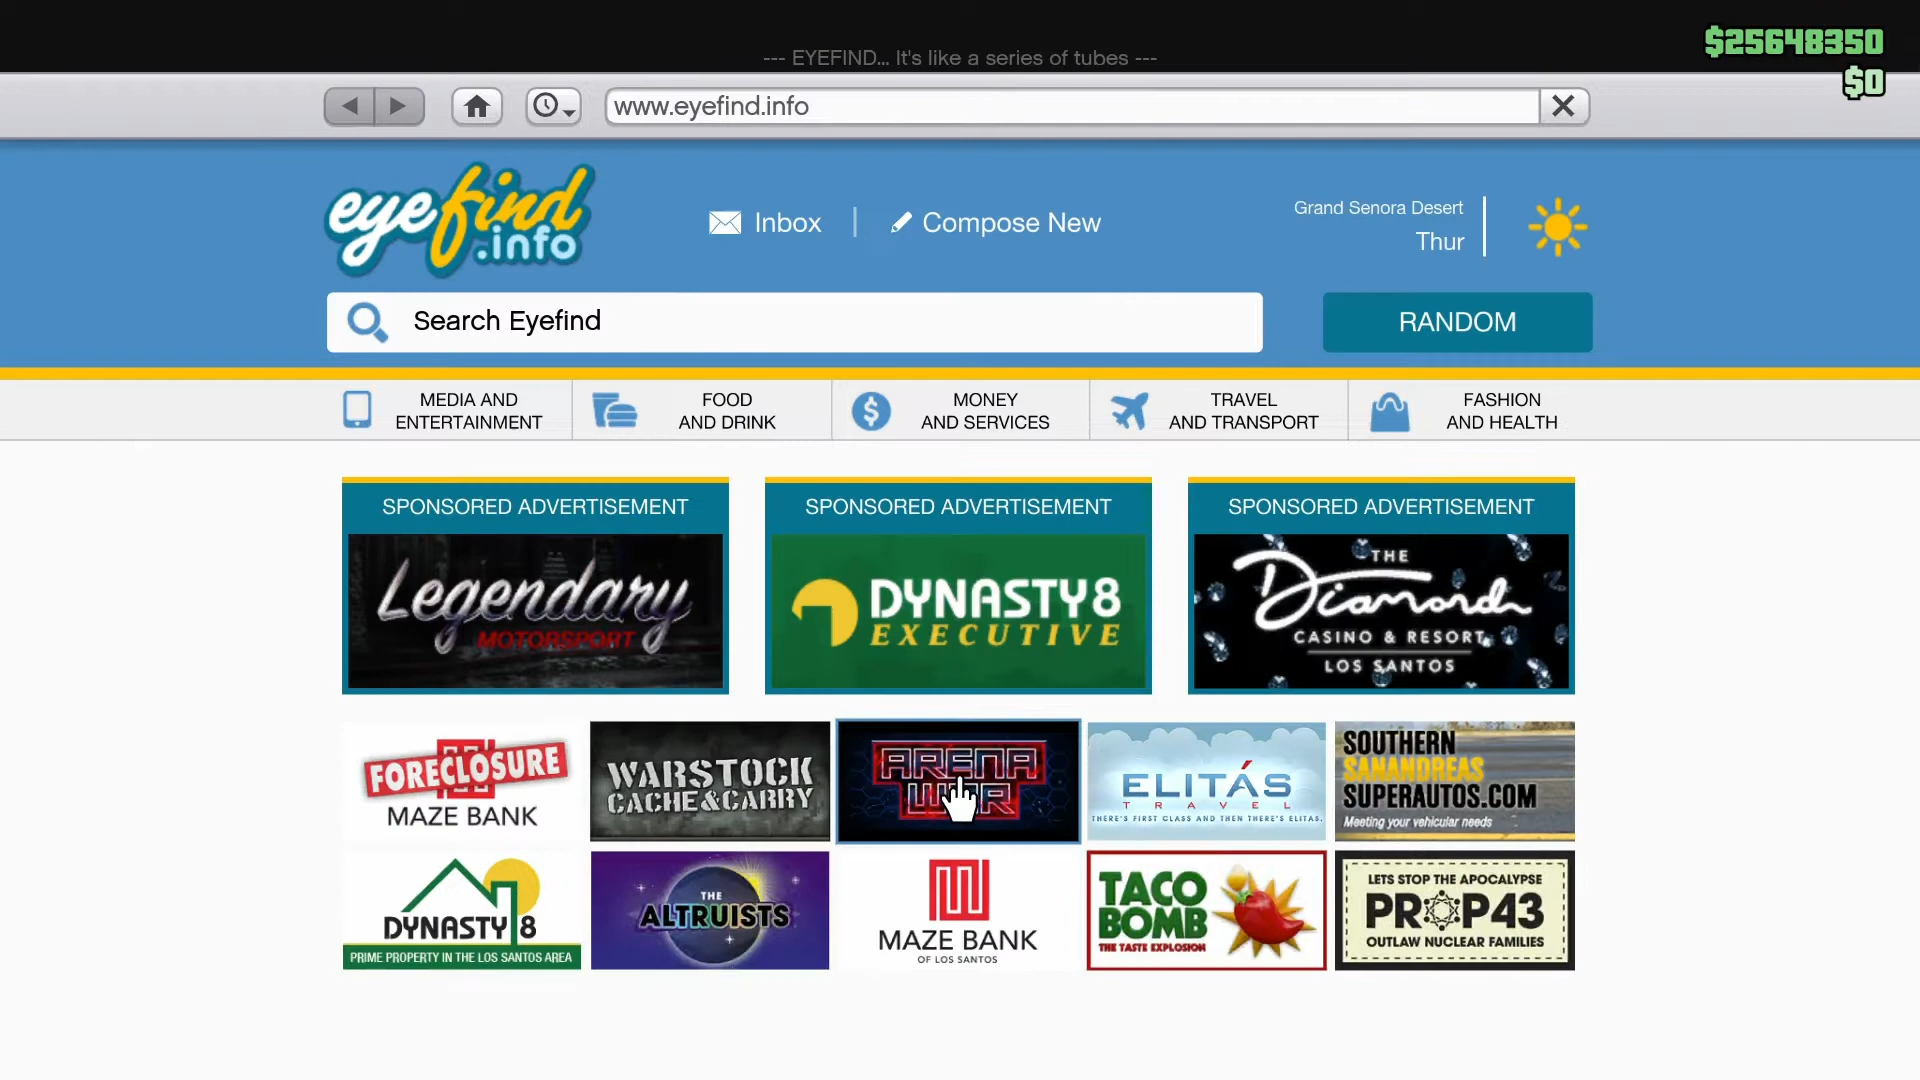 $25648350
--- EYEFIND... It's like a series of tubes ---
$0
www.eyefind.info
eyefind
.info
Inbox
Compose New
Grand Senora Desert
Thur
Search Eyefind
RANDOM
MEDIA AND
ENTERTAINMENT
FOOD
AND DRINK
MONEY
AND SERVICES
TRAVEL
AND TRANSPORT
FASHION
AND HEALTH
SPONSORED ADVERTISEMENT
Legendary
MOTORSPORT
SPONSORED ADVERTISEMENT
DYNASTY8
EXECUTIVE
SPONSORED ADVERTISEMENT
THE
Diamond
CASINO & RESORT
LOS SANTOS
FORECLOSURE
MAZE BANK
WARSTOCK
CACHE&CARRY
ARENA
WAR
ELITÁS
TRAVEL
THERE'S FIRST CLASS AND THEN THERE'S ELITAS.
SOUTHERN
SANANDREAS
SUPERAUTOS.COM
Meeting your vehicular needs
DYNASTY 8
PRIME PROPERTY IN THE LOS SANTOS AREA
THE
ALTRUISTS
MAZE BANK
OF LOS SANTOS
TACO
BOMB
THE TASTE EXPLOSION
LETS STOP THE APOCALYPSE
PROP43
OUTLAW NUCLEAR FAMILIES